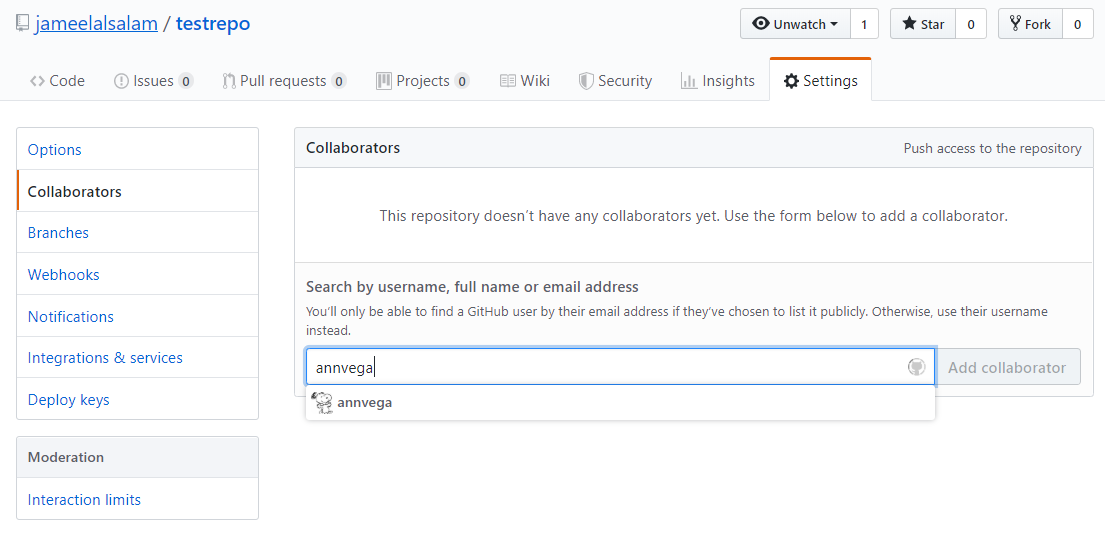 jameelalsalam / testrepo
Unwatch 1 Star 0 Fork 0
Code Issues 0 Pull requests 0 Projects 0 Wiki Security Insights Settings
Options
Collaborators
Branches
Webhooks
Notifications
Integrations & services
Deploy keys
Moderation
Interaction limits
Collaborators Push access to the repository
This repository doesn’t have any collaborators yet. Use the form below to add a collaborator.
Search by username, full name or email address
You’ll only be able to find a GitHub user by their email address if they’ve chosen to list it publicly. Otherwise, use their username
instead.
annvega Add collaborator
annvega